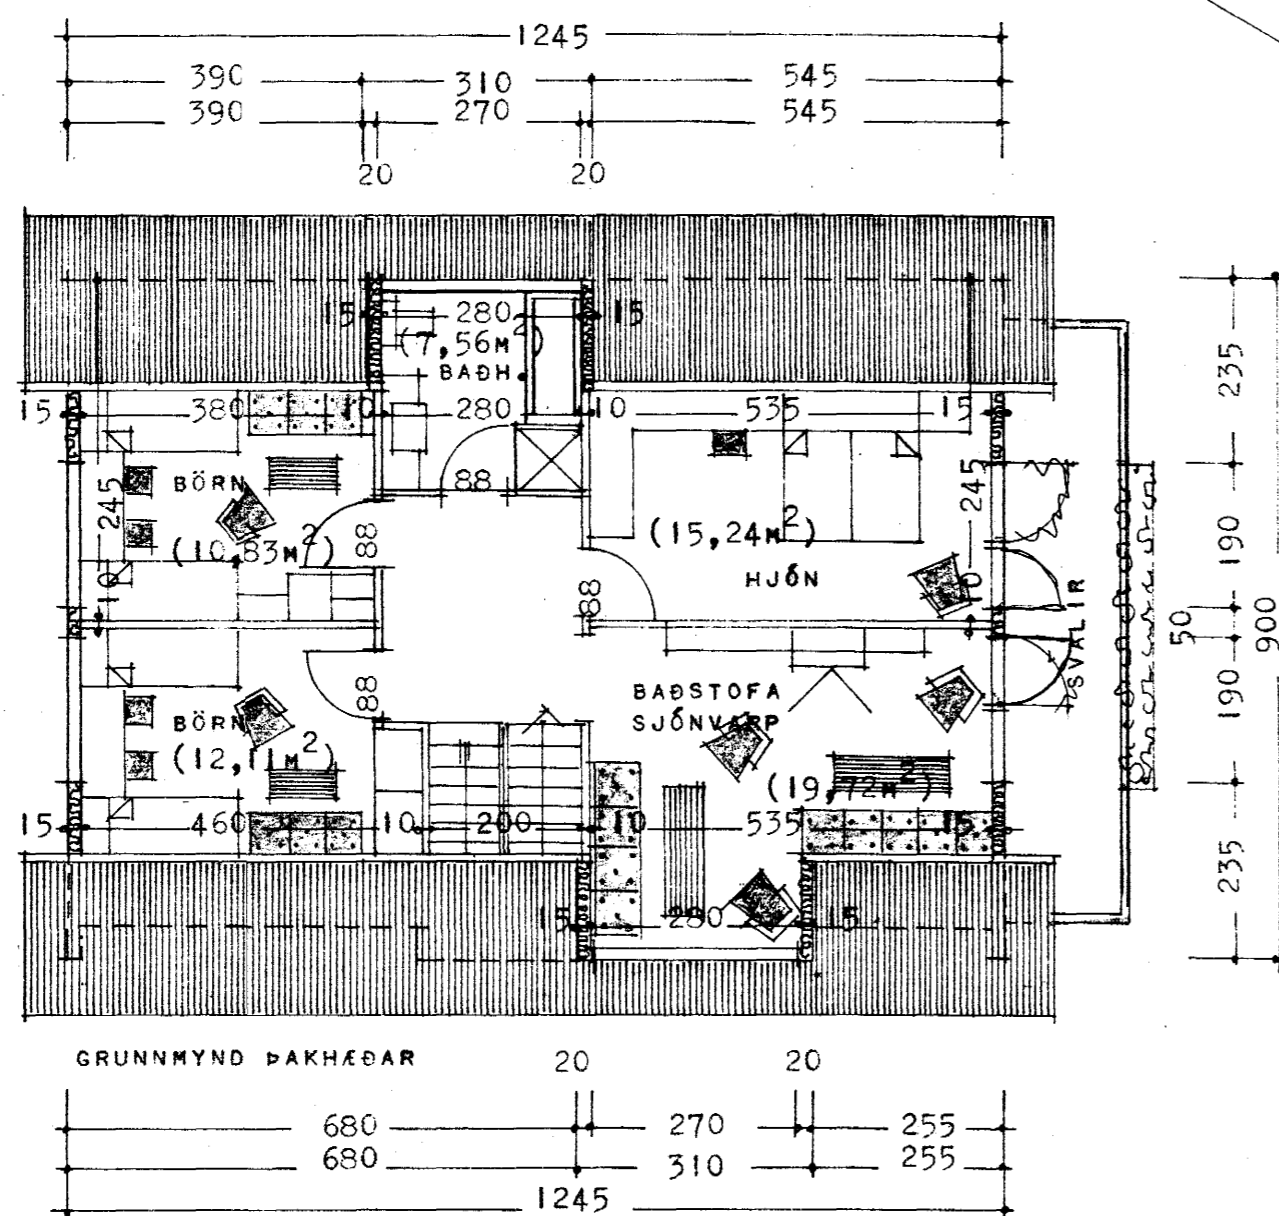 1245
390 310 545
390 270 545
20 20
15 280 15
(7,56M²)
BAÐH.
15 380 10 280 10 535 15
88
BÖRN
245
(10,83M²)
88
10
(15,24M²)
HJÓN
245
10
88
SVALIR
88
BÖRN
(12,11M²)
BAÐSTOFA
SJÓNVARP
(19,72M²)
15 460 10 200 10 535 15
15 280 15
235
190
50
900
190
235
GRUNNMYND ÞAKHÆÐAR
20 20
680 270 255
680 310 255
1245